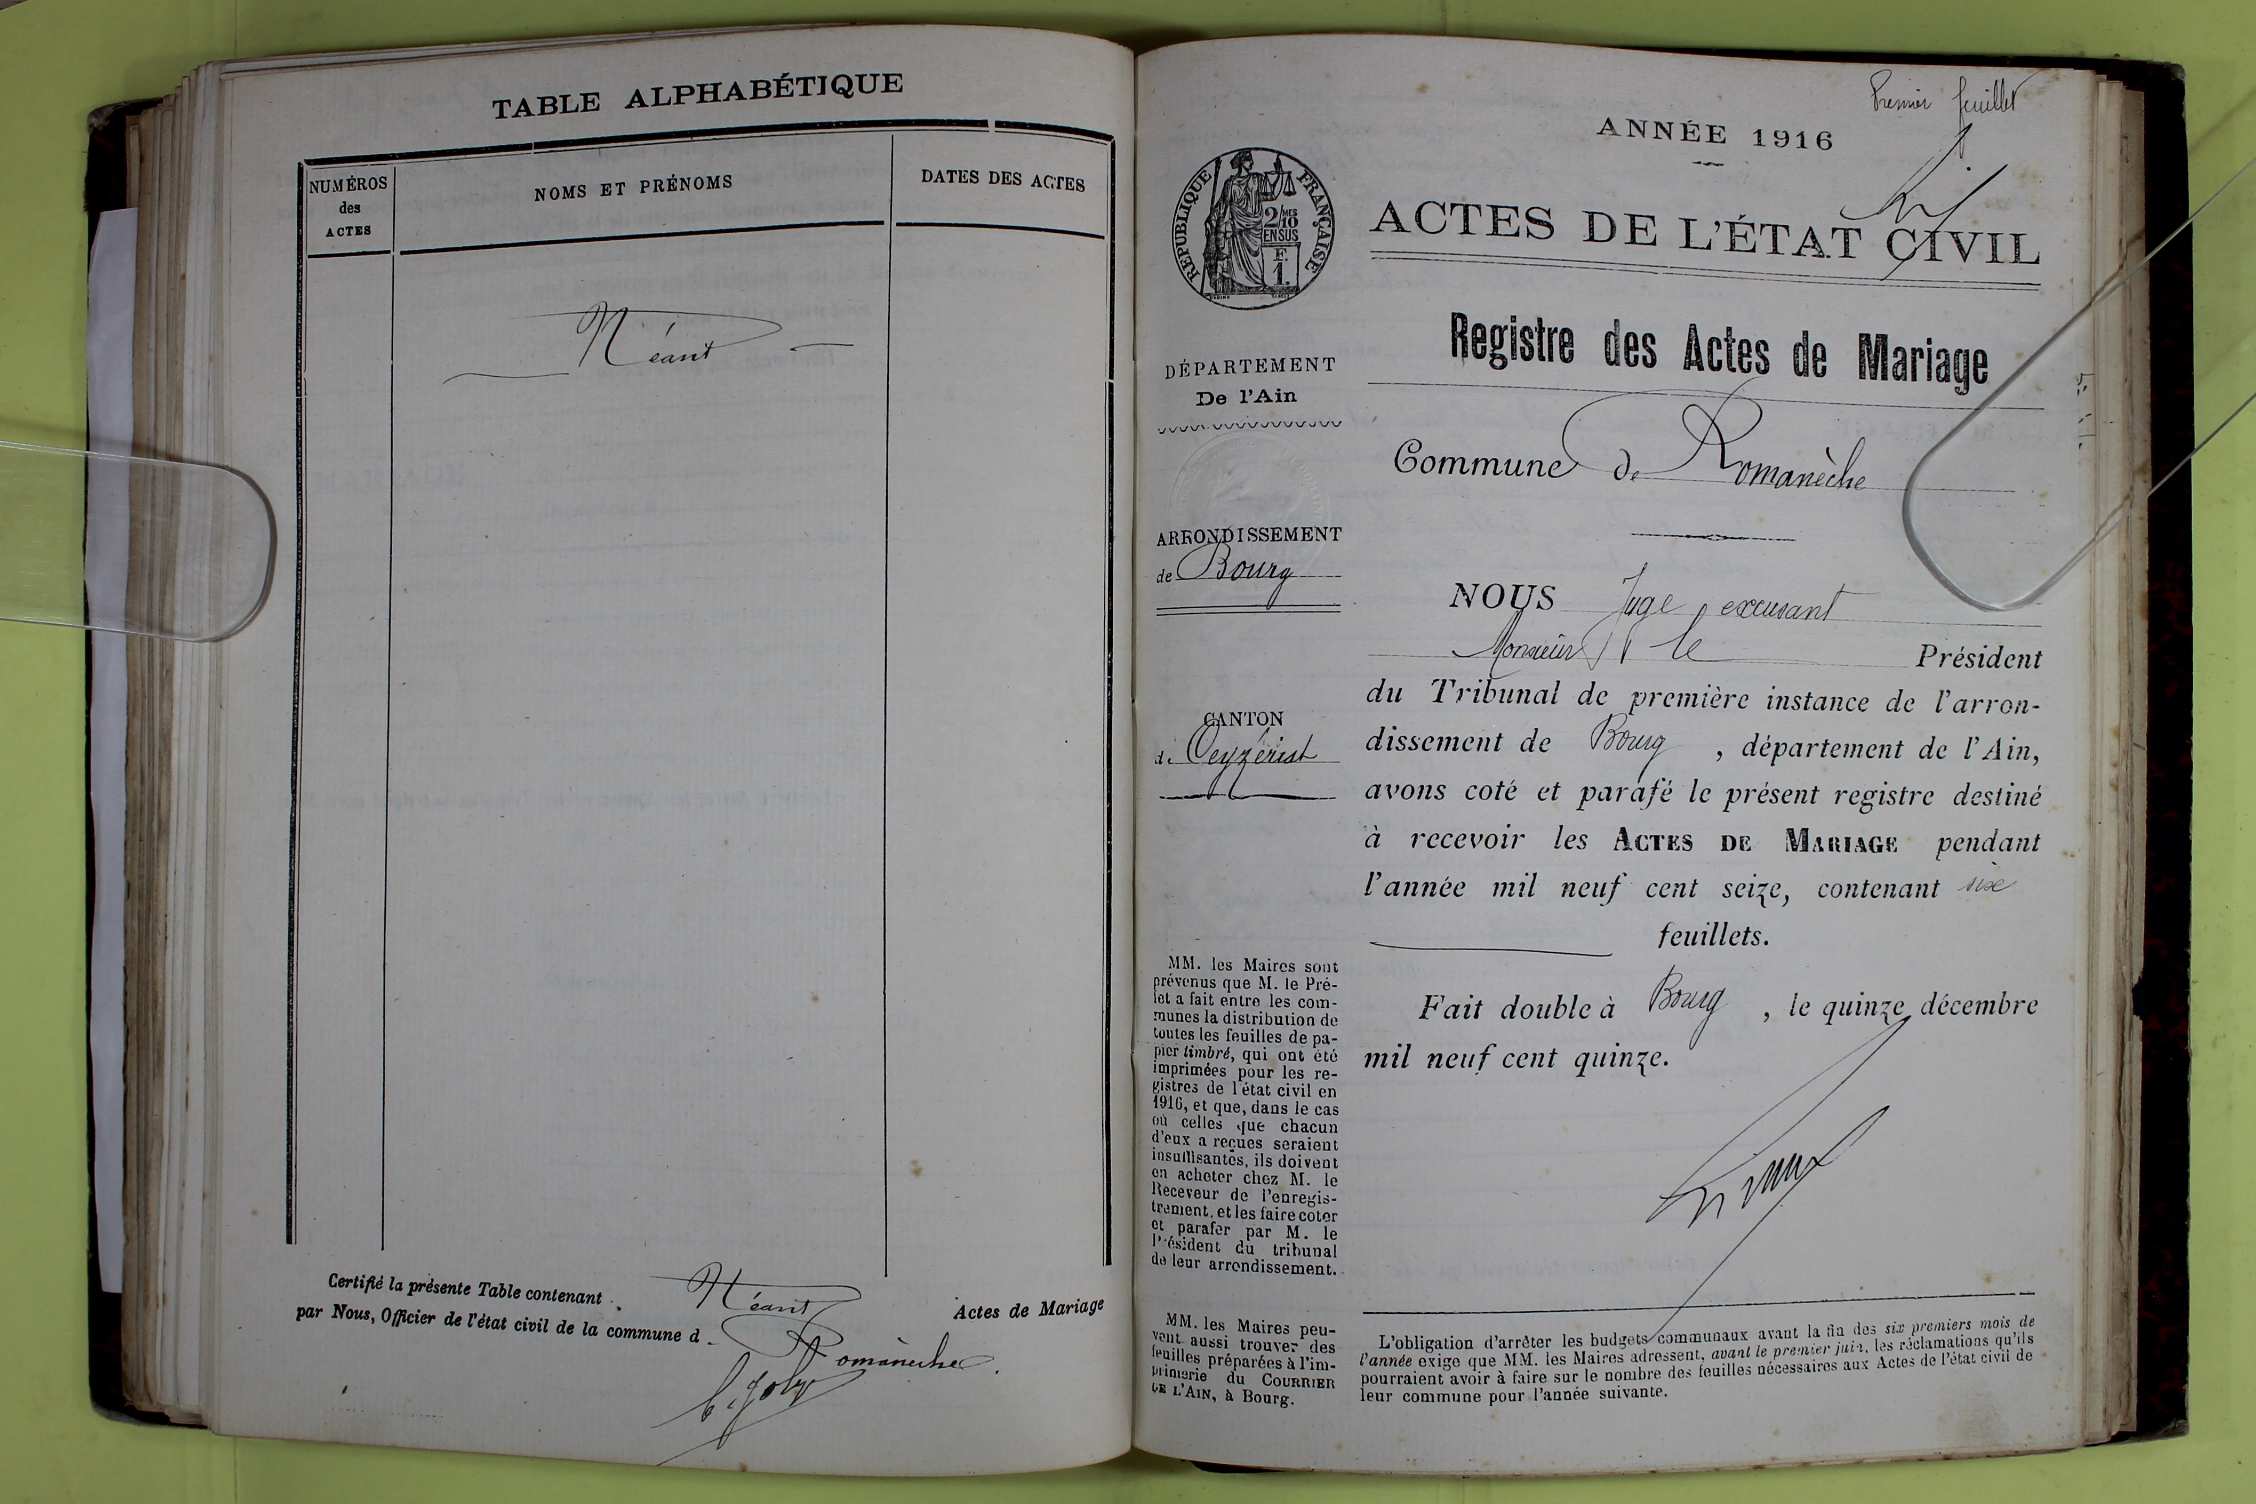 TABLE ALPHABÉTIQUE
NUMÉROS
des
ACTES
NOMS ET PRÉNOMS
DATES DES ACTES
Néant
Certifié la présente Table contenant Néant Actes de Mariage
par Nous, Officier de l'état civil de la commune d Romanèche.
Joly
Premier feuillet
ANNÉE 1916
ACTES DE L'ÉTAT CIVIL
RÉPUBLIQUE FRANÇAISE
2/10MES
EN SUS
F.
1.
Registre des Actes de Mariage
DÉPARTEMENT
De l'Ain
Commune de Romanèche
ARRONDISSEMENT
de Bourg
CANTON
de Ceyzériat
NOUS Juge, excusant
Monsieur le Président
du Tribunal de première instance de l'arron-
dissement de Bourg, département de l'Ain,
avons coté et parafé le présent registre destiné
à recevoir les ACTES DE MARIAGE pendant
l'année mil neuf cent seize, contenant six
feuillets.
Fait double à Bourg, le quinze décembre
mil neuf cent quinze.
MM. les Maires sont
prévenus que M. le Pré-
fet a fait entre les com-
munes la distribution de
toutes les feuilles de pa-
pier timbré, qui ont été
imprimées pour les re-
gistres de l'état civil en
1916, et que, dans le cas
où celles que chacun
d'eux a reçues seraient
insuffisantes, ils doivent
en acheter chez M. le
Receveur de l'enregis-
trement, et les faire coter
et parafer par M. le
Président du tribunal
de leur arrondissement.
MM. les Maires peu-
vent aussi trouver des
feuilles préparées à l'im-
primerie du COURRIER
DE L'AIN, à Bourg.
L'obligation d'arrêter les budgets communaux avant la fin des six premiers mois de
l'année exige que MM. les Maires adressent, avant le premier juin, les réclamations qu'ils
pourraient avoir à faire sur le nombre des feuilles nécessaires aux Actes de l'état civil de
leur commune pour l'année suivante.